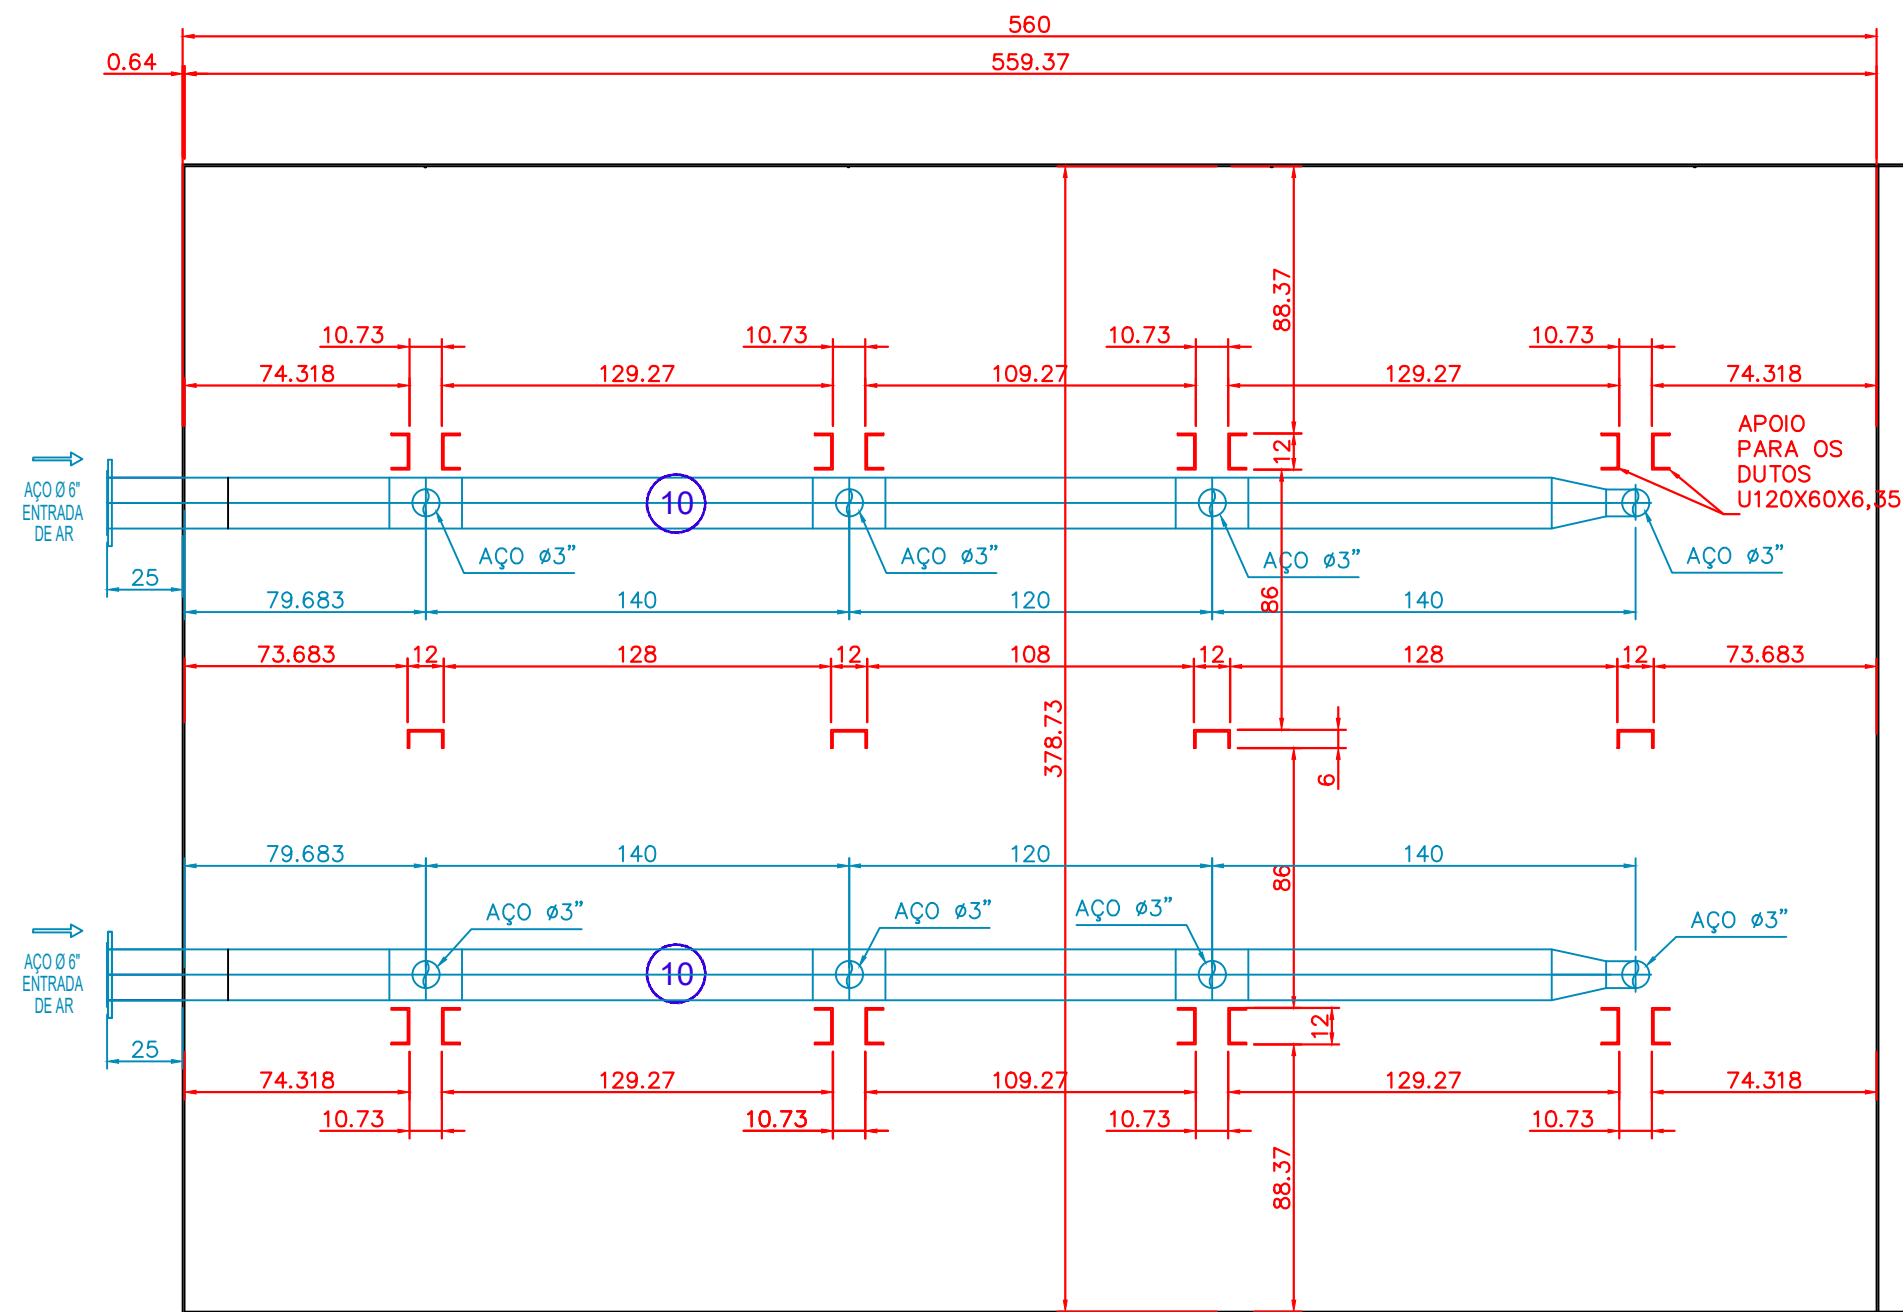 560
0.64
559.37
88.37
10.73
10.73
10.73
10.73
74.318
129.27
109.27
129.27
74.318
APOIO
PARA OS
DUTOS
U120X60X6,35
12
AÇO Ø 6"
ENTRADA
DE AR
10
AÇO ø3"
AÇO ø3"
AÇO ø3"
AÇO ø3"
25
79.683
140
120
140
86
73.683
12
128
12
108
12
128
12
73.683
378.73
6
79.683
140
120
140
86
AÇO ø3"
AÇO ø3"
AÇO ø3"
AÇO ø3"
AÇO Ø 6"
ENTRADA
DE AR
10
12
25
74.318
129.27
109.27
129.27
74.318
10.73
10.73
10.73
10.73
88.37